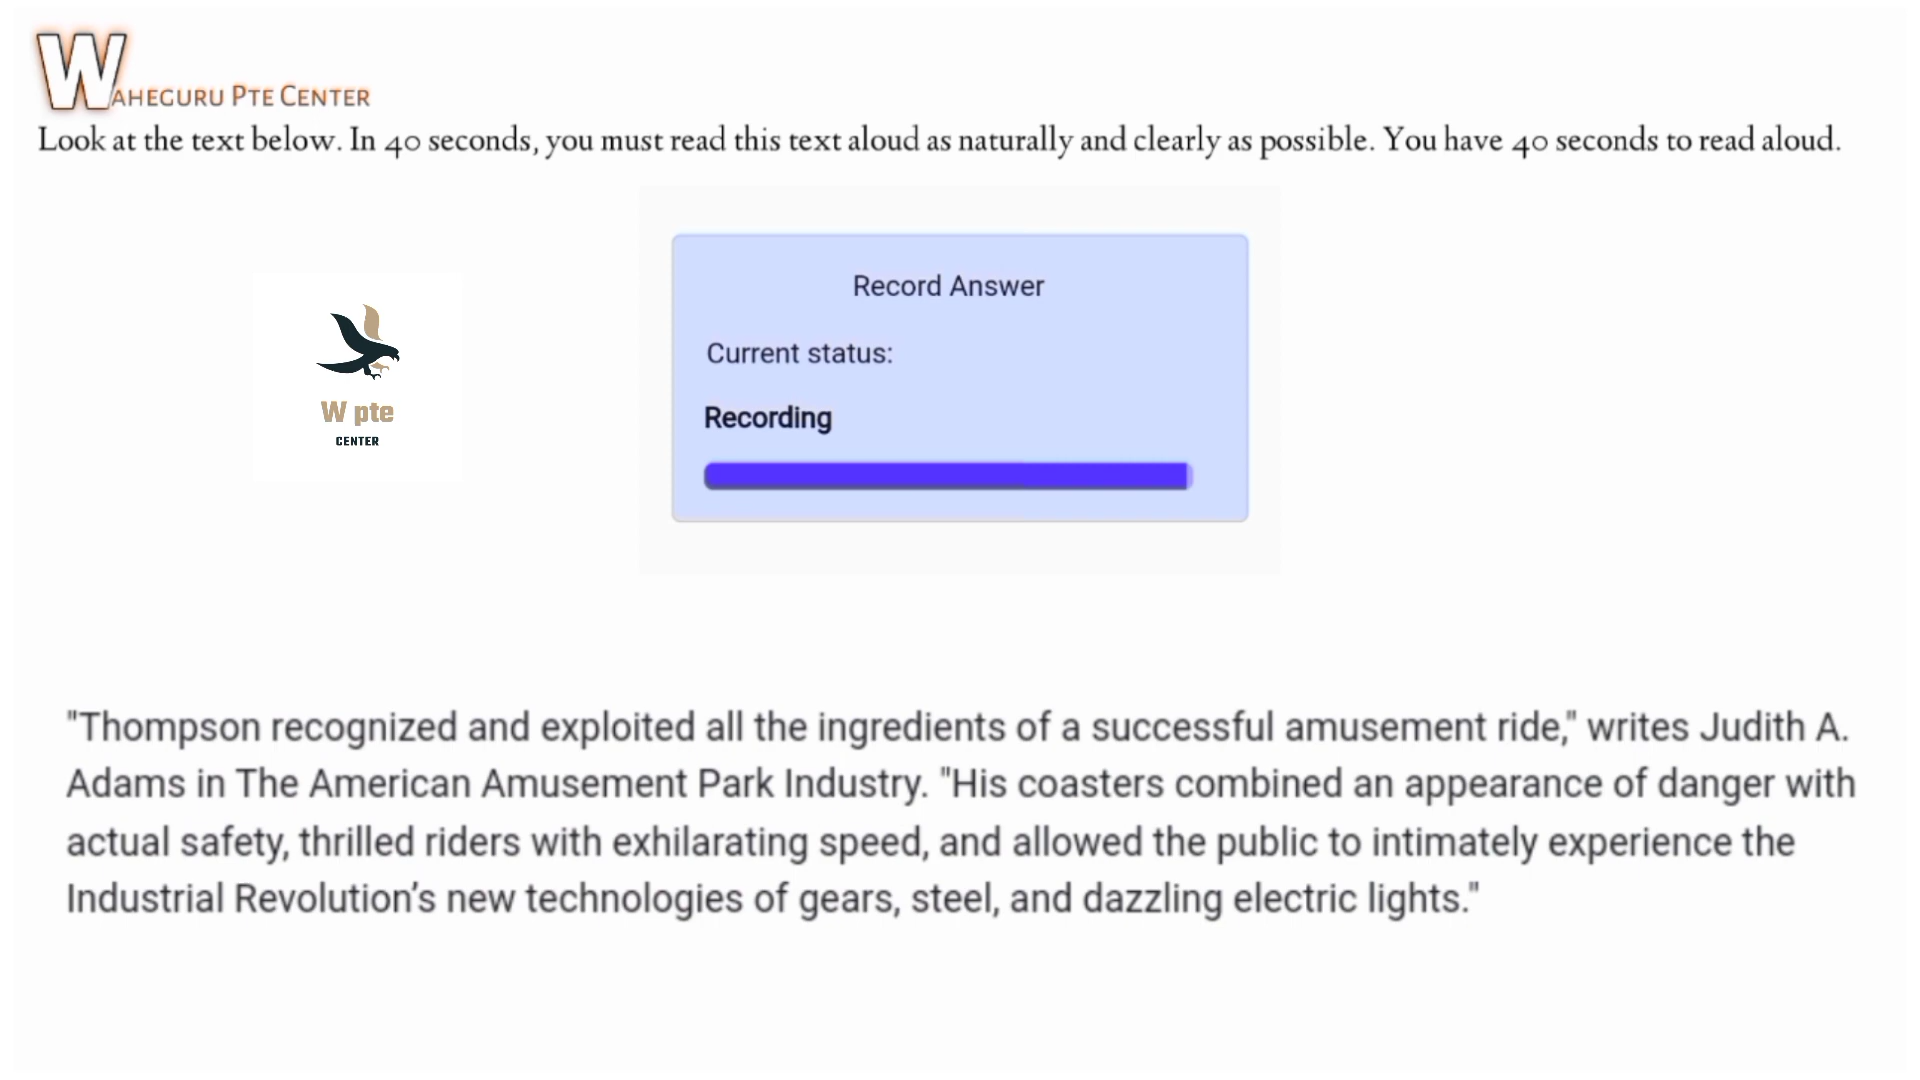 WAHEGURU PTE CENTER
Look at the text below. In 40 seconds, you must read this text aloud as naturally and clearly as possible. You have 40 seconds to read aloud.
Record Answer
Current status:
Recording
W pte
CENTER
"Thompson recognized and exploited all the ingredients of a successful amusement ride," writes Judith A.
Adams in The American Amusement Park Industry. "His coasters combined an appearance of danger with
actual safety, thrilled riders with exhilarating speed, and allowed the public to intimately experience the
Industrial Revolution’s new technologies of gears, steel, and dazzling electric lights."